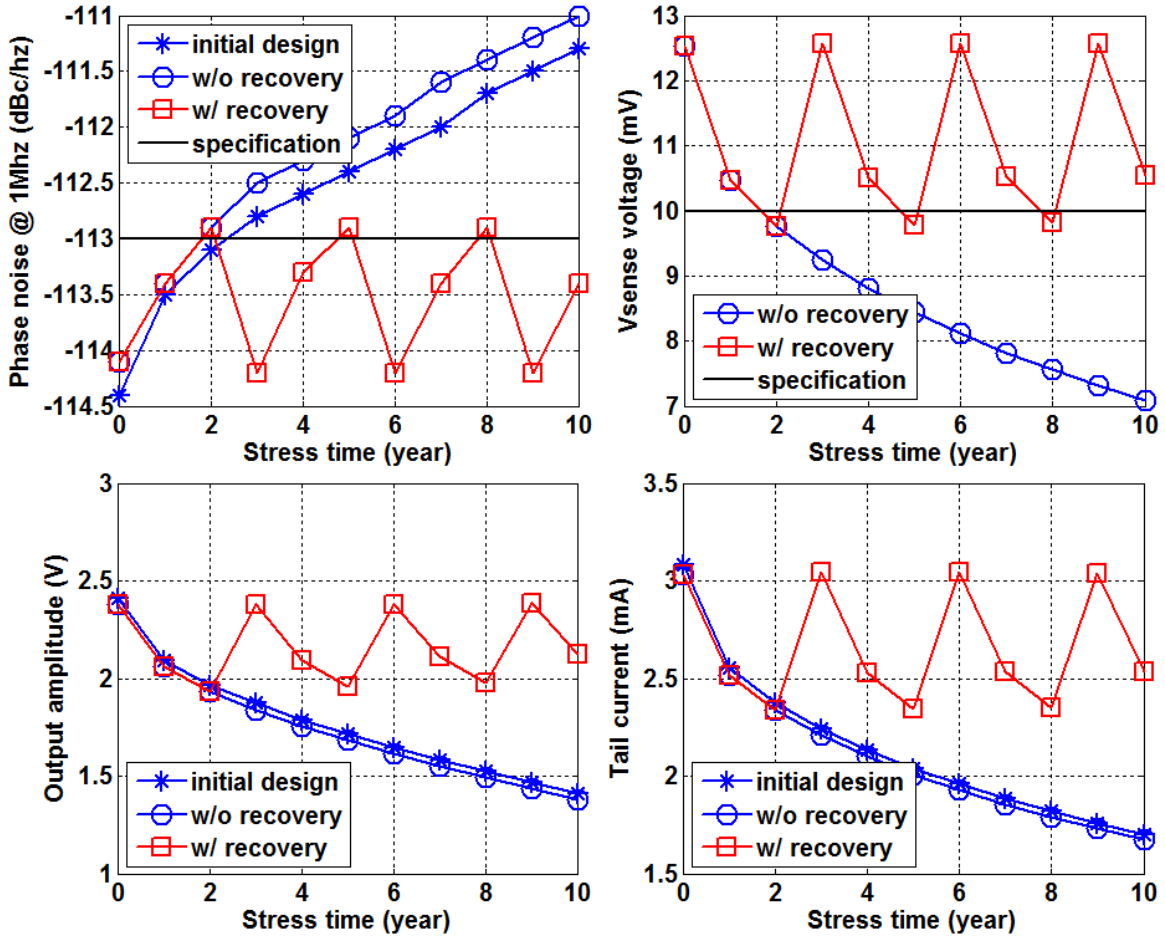 Phase noise @ 1Mhz (dBc/hz)
-111
-111.5
-112
-112.5
-113
-113.5
-114
-114.5
initial design
w/o recovery
w/ recovery
specification
0 2 4 6 8 10
Stress time (year)
Vsense voltage (mV)
13
12
11
10
9
8
7
w/o recovery
w/ recovery
specification
0 2 4 6 8 10
Stress time (year)
Output amplitude (V)
3
2.5
2
1.5
1
initial design
w/o recovery
w/ recovery
0 2 4 6 8 10
Stress time (year)
Tail current (mA)
3.5
3
2.5
2
1.5
initial design
w/o recovery
w/ recovery
0 2 4 6 8 10
Stress time (year)